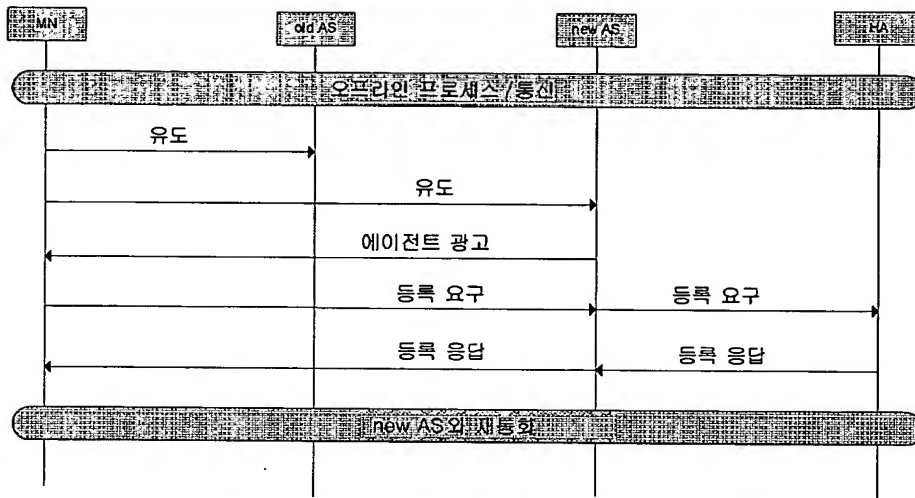 MN
old AS
new AS
HA
오프라인 프로세스/통신
유도
유도
에이전트 광고
등록 요구
등록 요구
등록 응답
등록 응답
new AS와 재통화